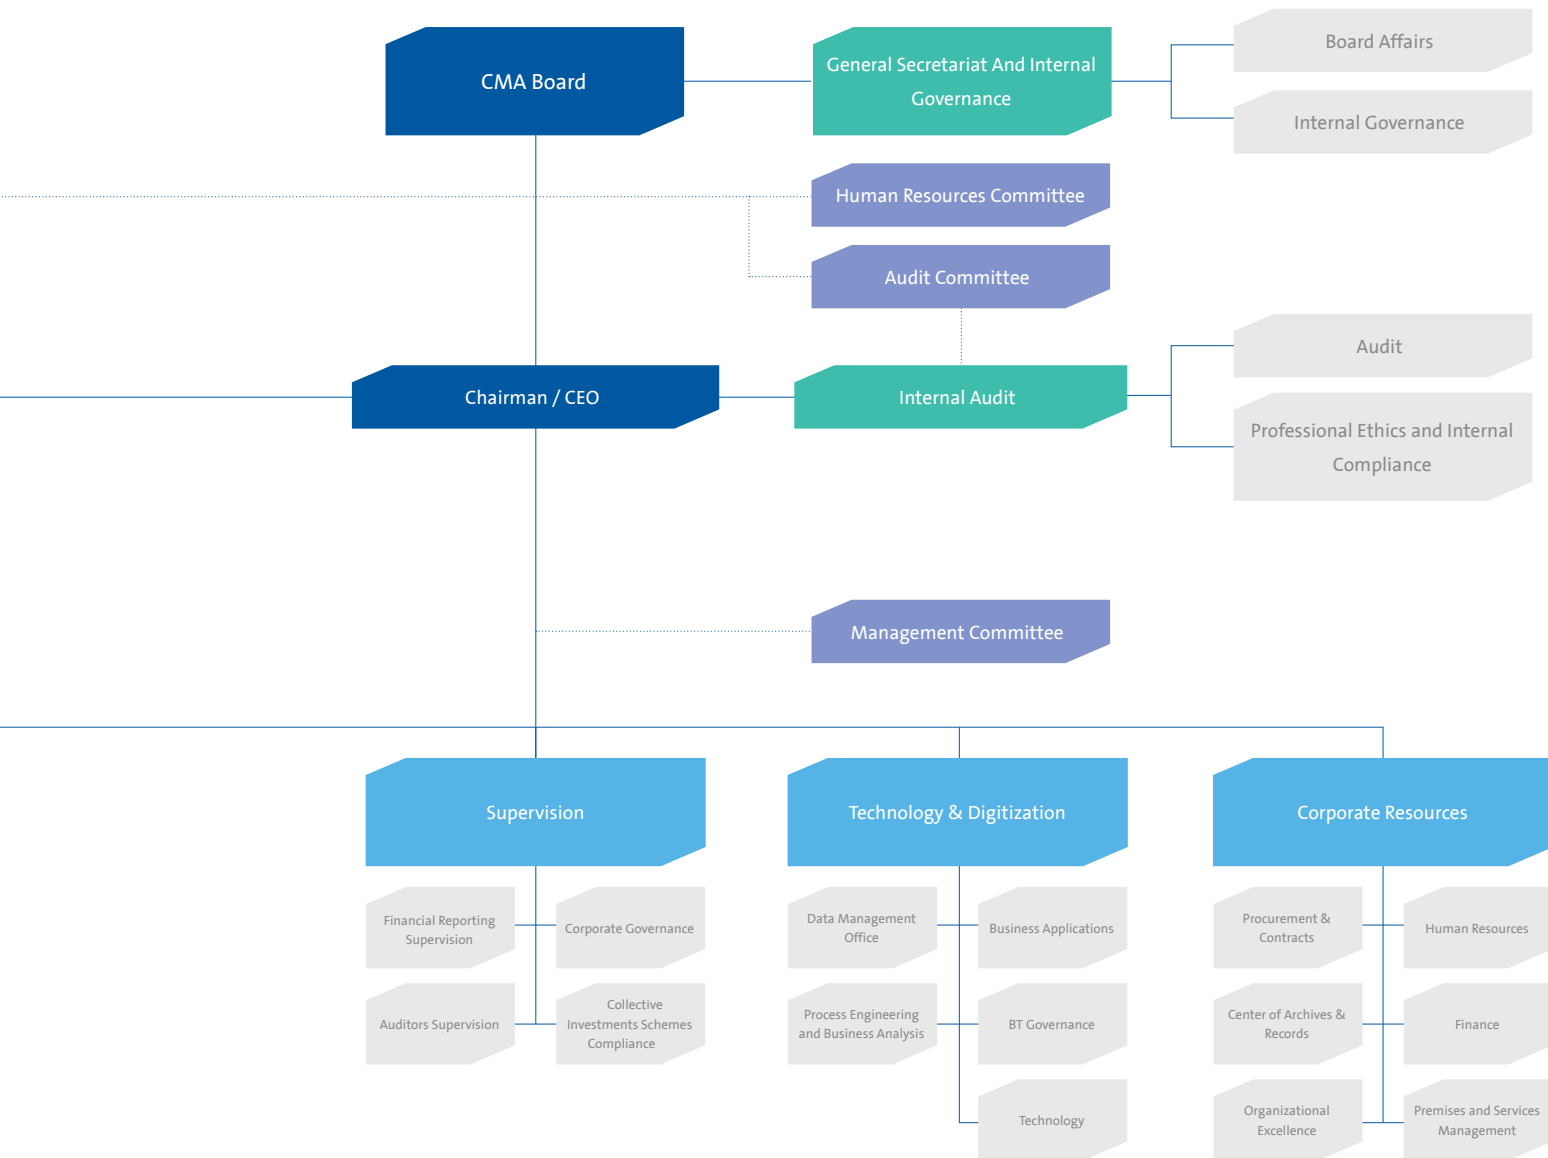 CMA Board
General Secretariat And Internal
Governance
Board Affairs
Internal Governance
Human Resources Committee
Audit Committee
Chairman / CEO
Internal Audit
Audit
Professional Ethics and Internal
Compliance
Management Committee
Supervision
Technology & Digitization
Corporate Resources
Financial Reporting
Supervision
Corporate Governance
Auditors Supervision
Collective
Investments Schemes
Compliance
Data Management
Office
Business Applications
Process Engineering
and Business Analysis
BT Governance
Technology
Procurement &
Contracts
Human Resources
Center of Archives &
Records
Finance
Organizational
Excellence
Premises and Services
Management